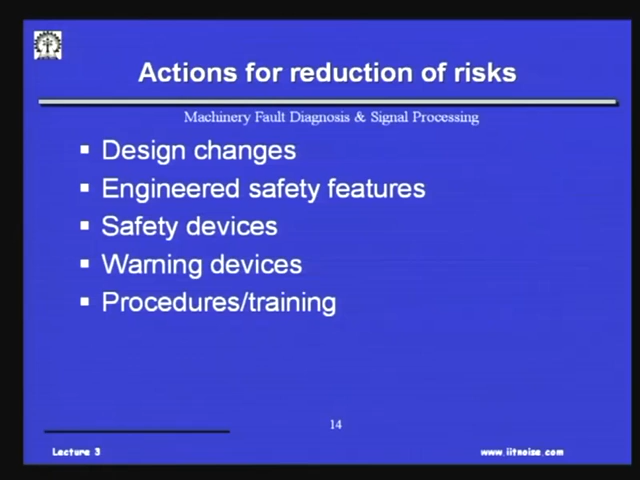 Actions for reduction of risks
Machinery Fault Diagnosis & Signal Processing
▪ Design changes
▪ Engineered safety features
▪ Safety devices
▪ Warning devices
▪ Procedures/training
14
Lecture 3
www.iitnoise.com